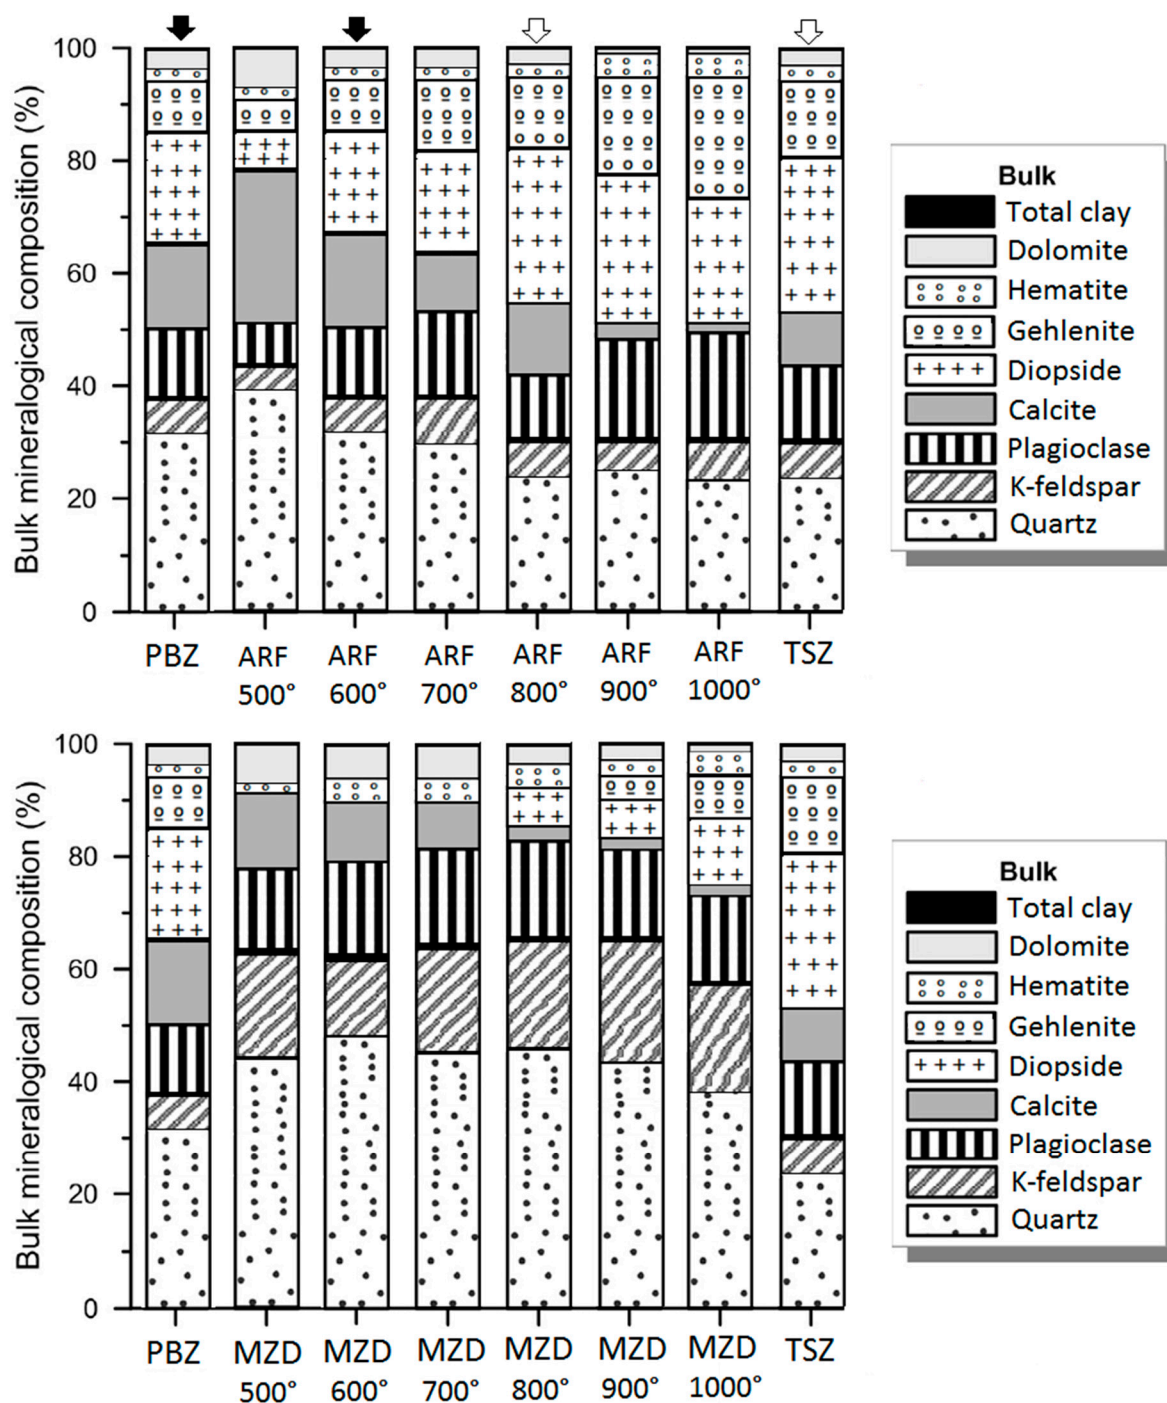 Bulk mineralogical composition (%)
100
80
60
40
20
0
PBZ
ARF 500°
ARF 600°
ARF 700°
ARF 800°
ARF 900°
ARF 1000°
TSZ
Bulk
Total clay
Dolomite
Hematite
Gehlenite
Diopside
Calcite
Plagioclase
K-feldspar
Quartz
Bulk mineralogical composition (%)
100
80
60
40
20
0
PBZ
MZD 500°
MZD 600°
MZD 700°
MZD 800°
MZD 900°
MZD 1000°
TSZ
Bulk
Total clay
Dolomite
Hematite
Gehlenite
Diopside
Calcite
Plagioclase
K-feldspar
Quartz